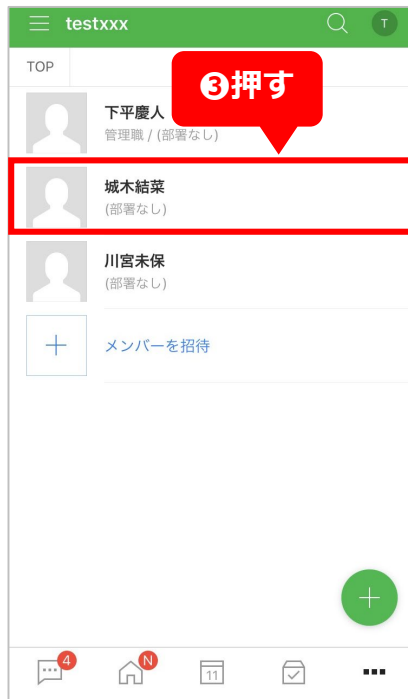 testxxx
T
TOP
❸押す
下平慶人
管理職 / (部署なし)
城木結菜
(部署なし)
川宮未保
(部署なし)
メンバーを招待
4
N
11